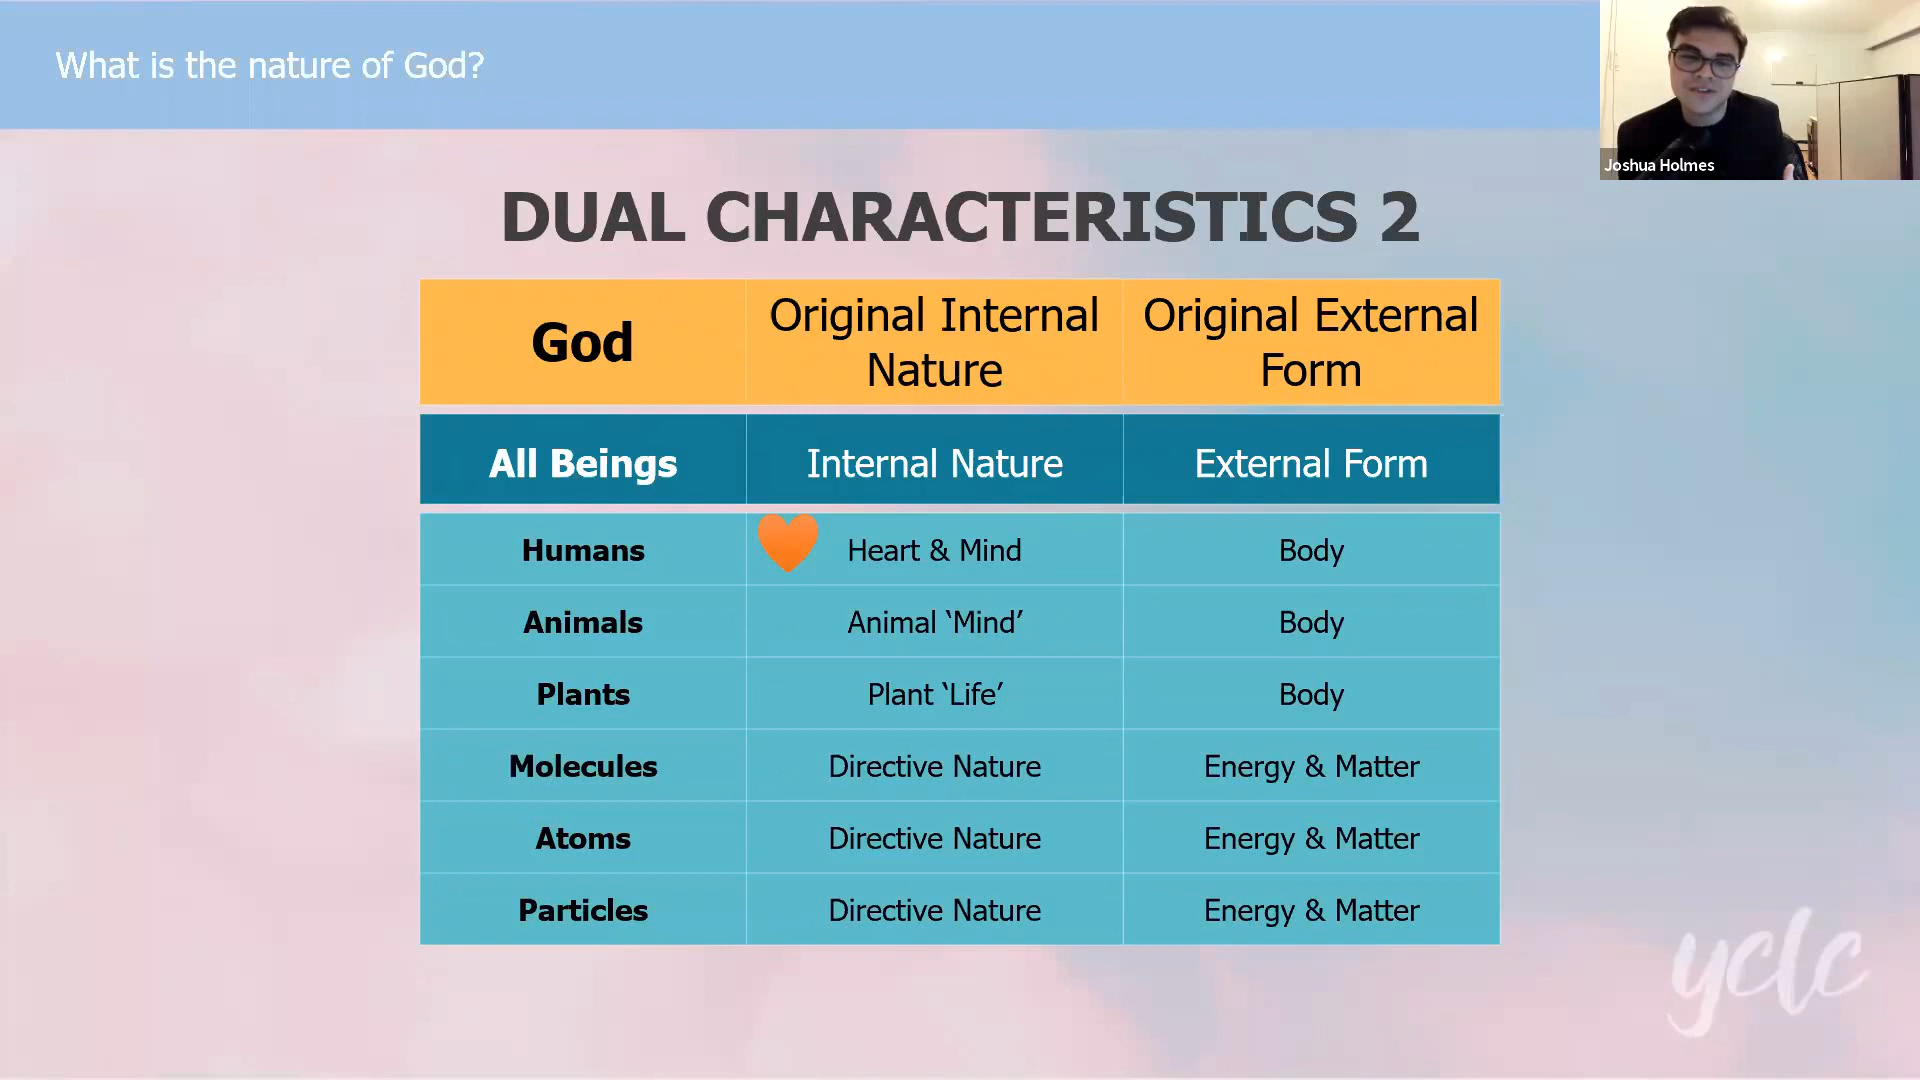 What is the nature of God?
Joshua Holmes
DUAL CHARACTERISTICS 2
God
Original Internal
Nature
Original External
Form
All Beings
Internal Nature
External Form
Humans
Heart & Mind
Body
Animals
Animal ‘Mind’
Body
Plants
Plant ‘Life’
Body
Molecules
Directive Nature
Energy & Matter
Atoms
Directive Nature
Energy & Matter
Particles
Directive Nature
Energy & Matter
yclc